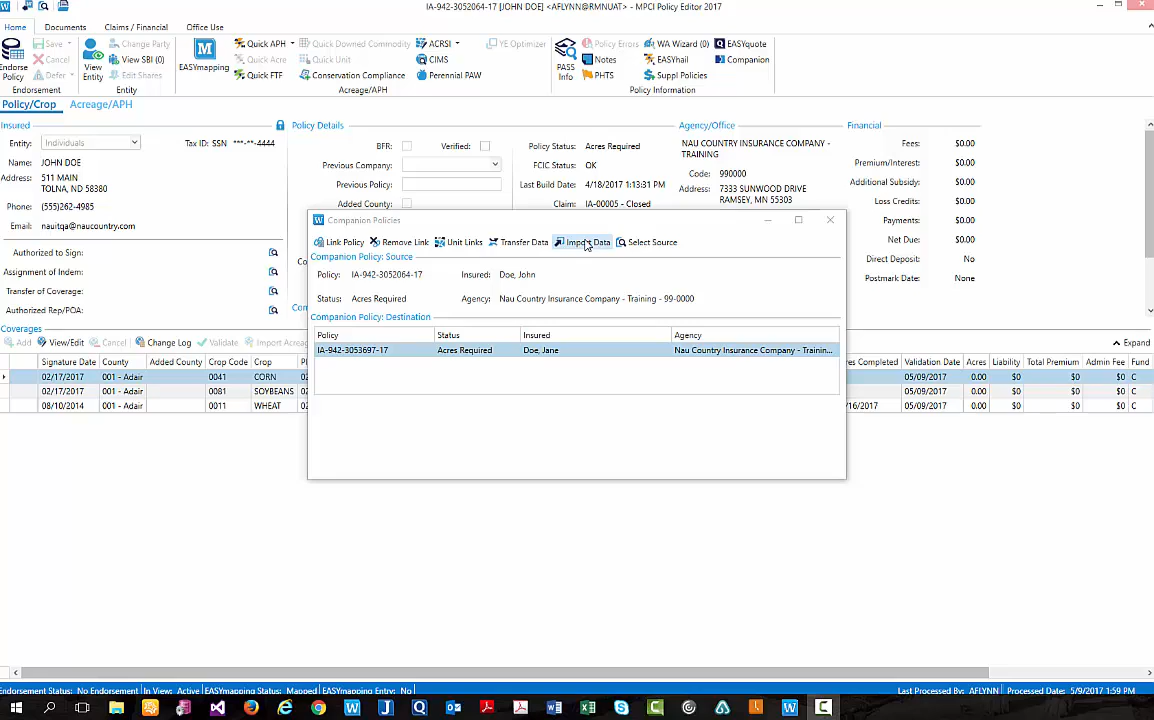 IA-942-3052064-17 [JOHN DOE] <AFLYNN@RMNUAT> - MPCI Policy Editor 2017
Home Documents Claims / Financial Office Use
Save Quick APH Quick Downed Commodity ACRSI YE Optimizer Policy Errors WA Wizard (0) EASYquote
Change Party
Cancel View SBI (0) Quick Acre Quick Unit CIMS Notes EASYhail Companion
Defer Edit Shares Quick FTF Conservation Compliance Perennial PAW PHTS Suppl Policies
Endorse Policy View Entity EASYmapping PASS Info
Endorsement Entity Acreage/APH Policy Information
Policy/Crop Acreage/APH
Insured Policy Details Agency/Office Financial
Entity: Individuals Tax ID: SSN ***-**-4444 BFR: Verified: Policy Status: Acres Required NAU COUNTRY INSURANCE COMPANY - TRAINING Fees: $0.00
Name: JOHN DOE Previous Company: FCIC Status: OK Premium/Interest: $0.00
Address: 511 MAIN Previous Policy: Last Build Date: 4/18/2017 1:13:31 PM Code: 990000 Additional Subsidy: $0.00
TOLNA, ND 58380 Address: 7333 SUNWOOD DRIVE Loss Credits: $0.00
Phone: (555)262-4985 Added County: Claim: IA-00005 - Closed RAMSEY, MN 55303
Email: nauitqa@naucountry.com Payments: $0.00
Net Due: $0.00
Direct Deposit: No
Postmark Date: None
Authorized to Sign:
Assignment of Indem:
Transfer of Coverage:
Authorized Rep/POA:
Companion Policies
Link Policy Remove Link Unit Links Transfer Data Import Data Select Source
Companion Policy: Source
Policy: IA-942-3052064-17 Insured: Doe, John
Status: Acres Required Agency: Nau Country Insurance Company - Training - 99-0000
Companion Policy: Destination
Policy Status Insured Agency
IA-942-3053697-17 Acres Required Doe, Jane Nau Country Insurance Company - Trainin...
Coverages
Add View/Edit Cancel Change Log Validate Import Acreag Expand
Signature Date County Added County Crop Code Crop Pl res Completed Validation Date Acres Liability Total Premium Admin Fee Fund
02/17/2017 001 - Adair 0041 CORN 05/09/2017 0.00 $0 $0 $0 C
02/17/2017 001 - Adair 0081 SOYBEANS 05/09/2017 0.00 $0 $0 $0 C
08/10/2014 001 - Adair 0011 WHEAT /16/2017 05/09/2017 0.00 $0 $0 $0 C
Endorsement Status: No Endorsement In View: Active EASYmapping Status: Mapped EASYmapping Entry: No Last Processed By: AFLYNN Processed Date: 5/9/2017 1:59 PM